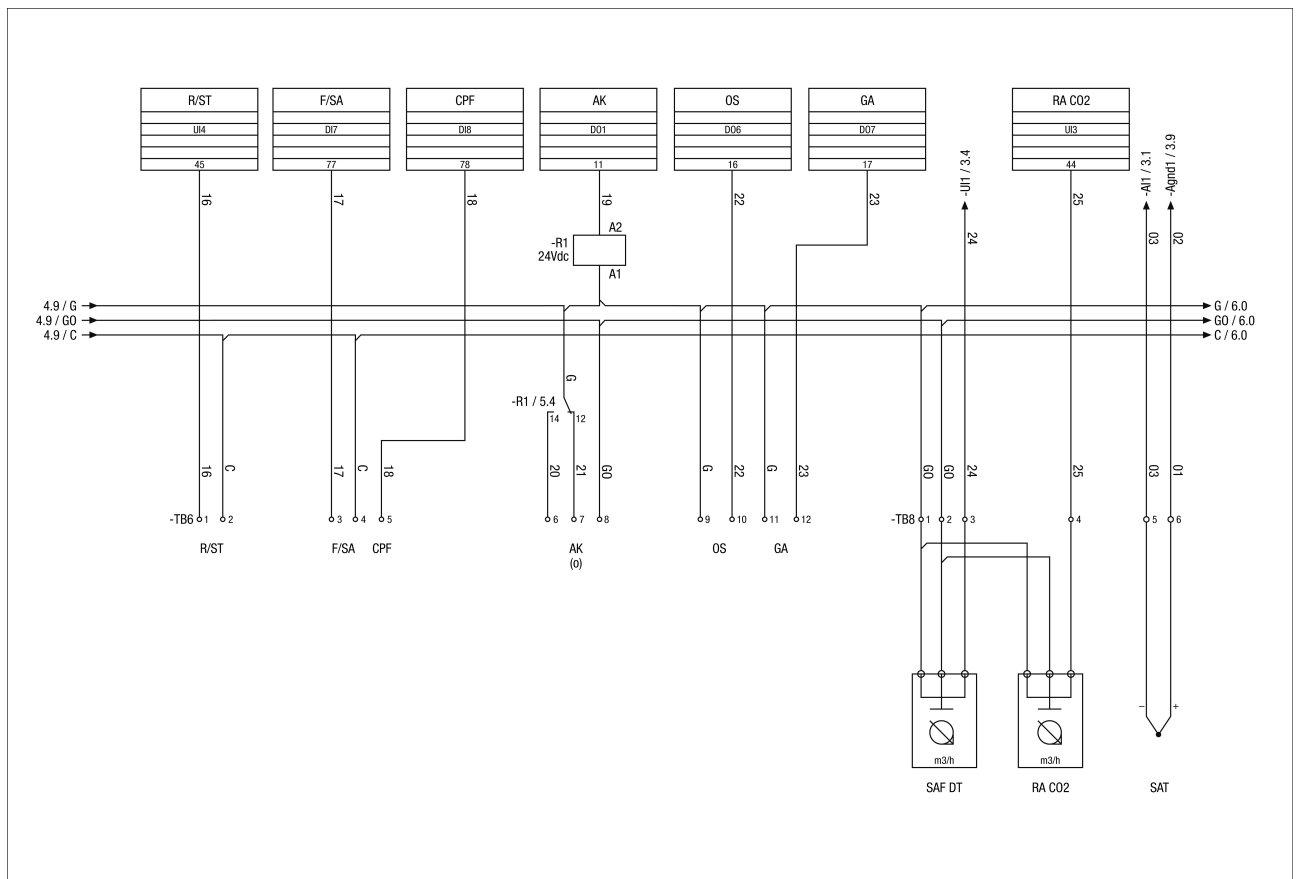 R/ST
F/SA
CPF
AK
OS
GA
RA CO2
UI4
DI7
DI8
DO1
DO6
DO7
UI3
45
77
78
11
16
17
44
-UI1 / 3.4
-AI1 / 3.1
-Agnd1 / 3.9
16
17
18
19
22
23
24
25
03
02
A2
-R1
24Vdc
A1
4.9 / G
G / 6.0
4.9 / GO
GO / 6.0
4.9 / C
C / 6.0
G
-R1 / 5.4
14
12
16
C
17
C
18
20
21
GO
G
22
G
23
GO
GO
24
25
03
01
-TB6
1
2
3
4
5
6
7
8
9
10
11
12
-TB8
1
2
3
4
5
6
R/ST
F/SA
CPF
AK
(o)
OS
GA
–
+
m3/h
m3/h
SAF DT
RA CO2
SAT